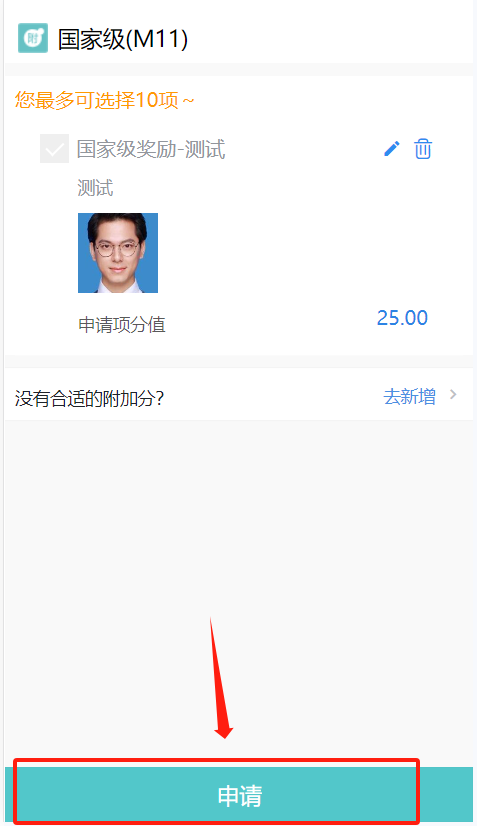 附
国家级(M11)
您最多可选择10项~
国家级奖励-测试
测试
申请项分值 25.00
没有合适的附加分? 去新增 >
申请